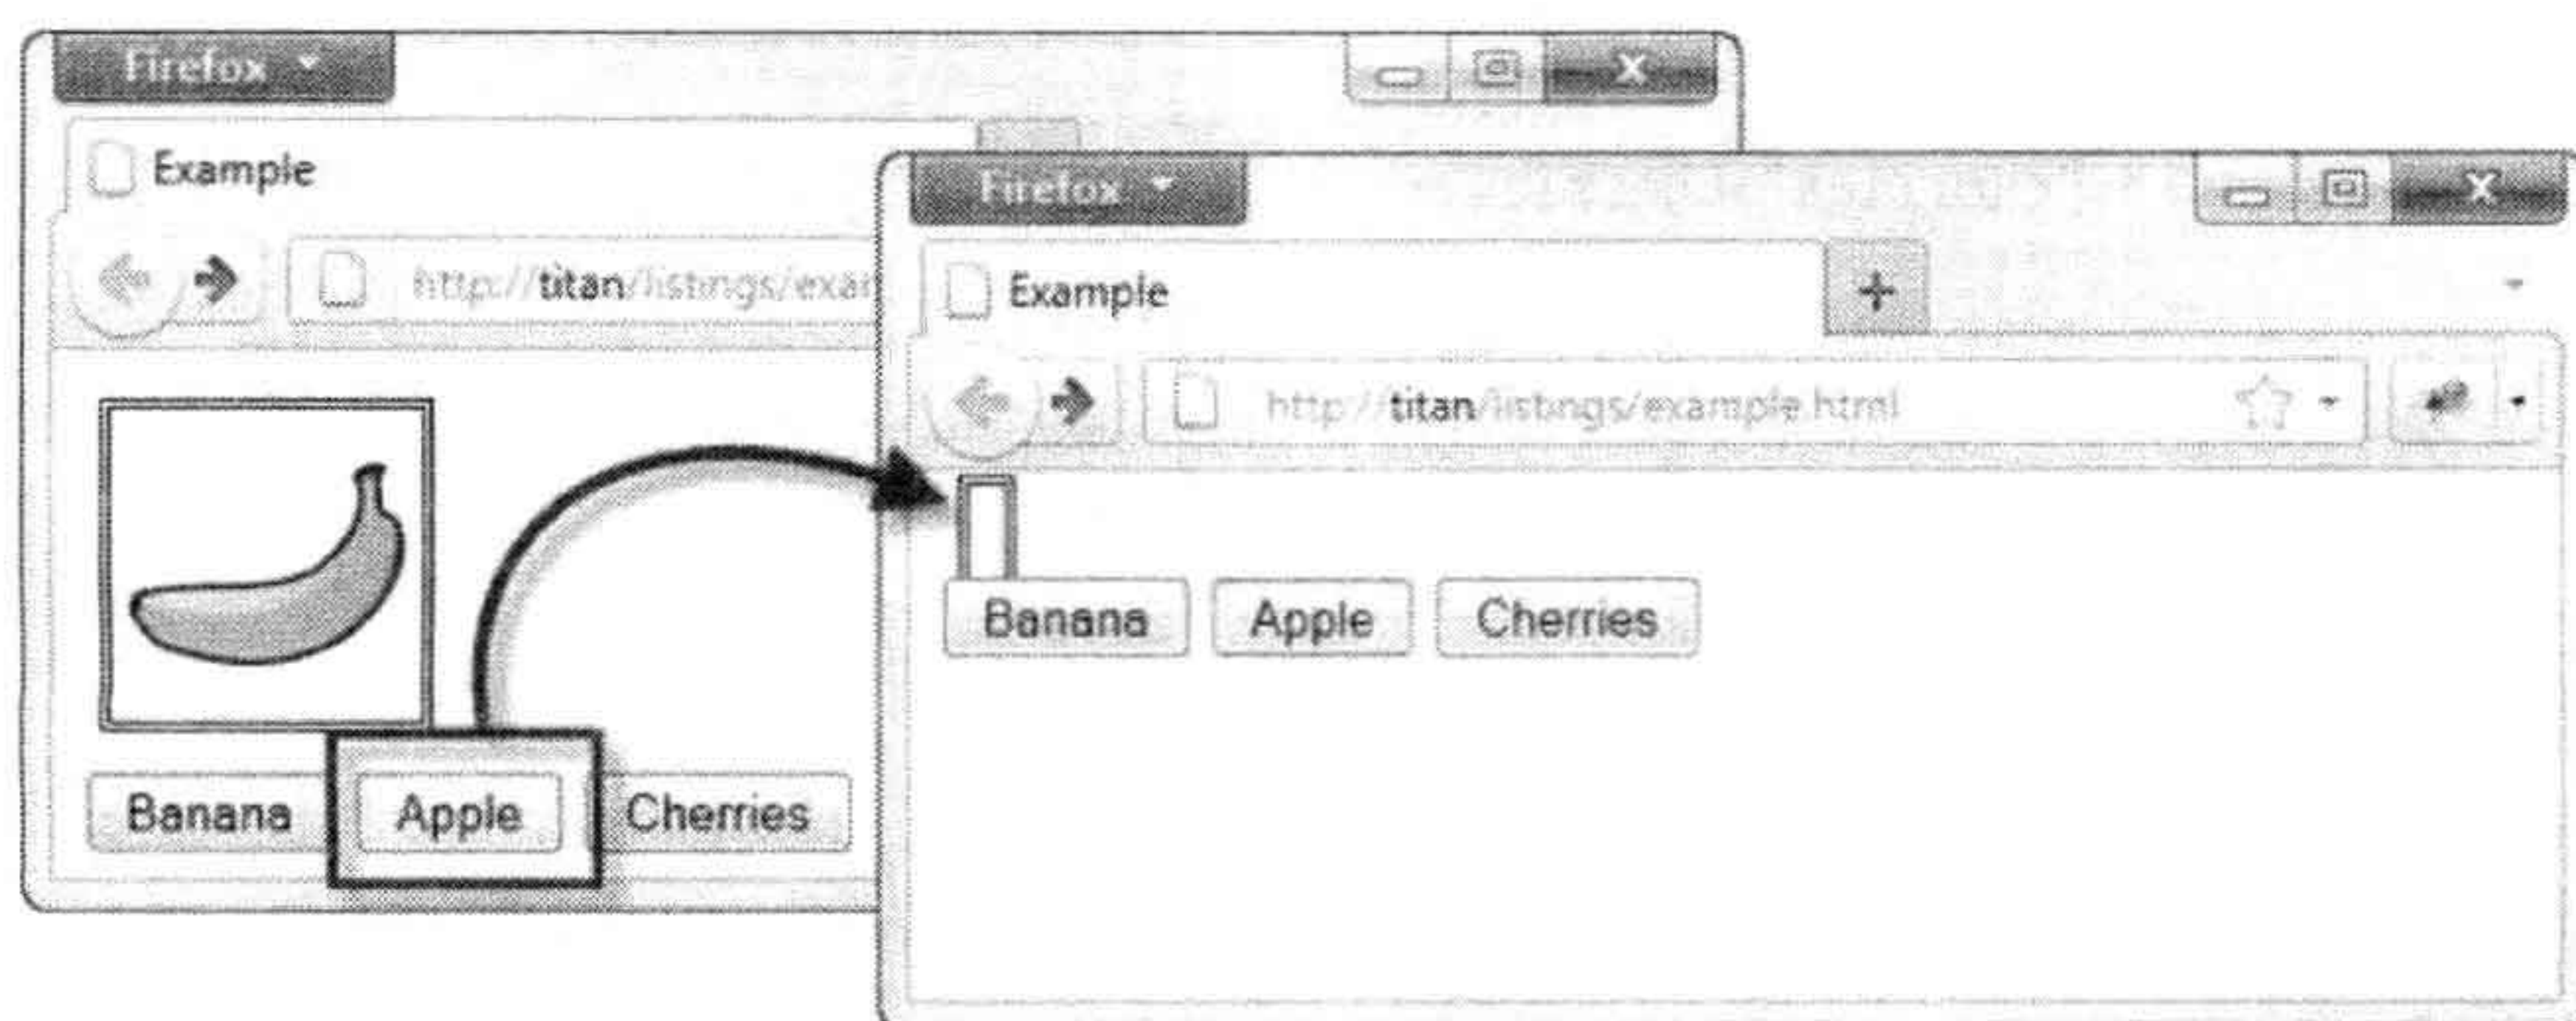 Firefox
Example
http://titan/listings/exa
Banana Apple Cherries
Firefox
Example
http://titan/listings/example.html
Banana Apple Cherries